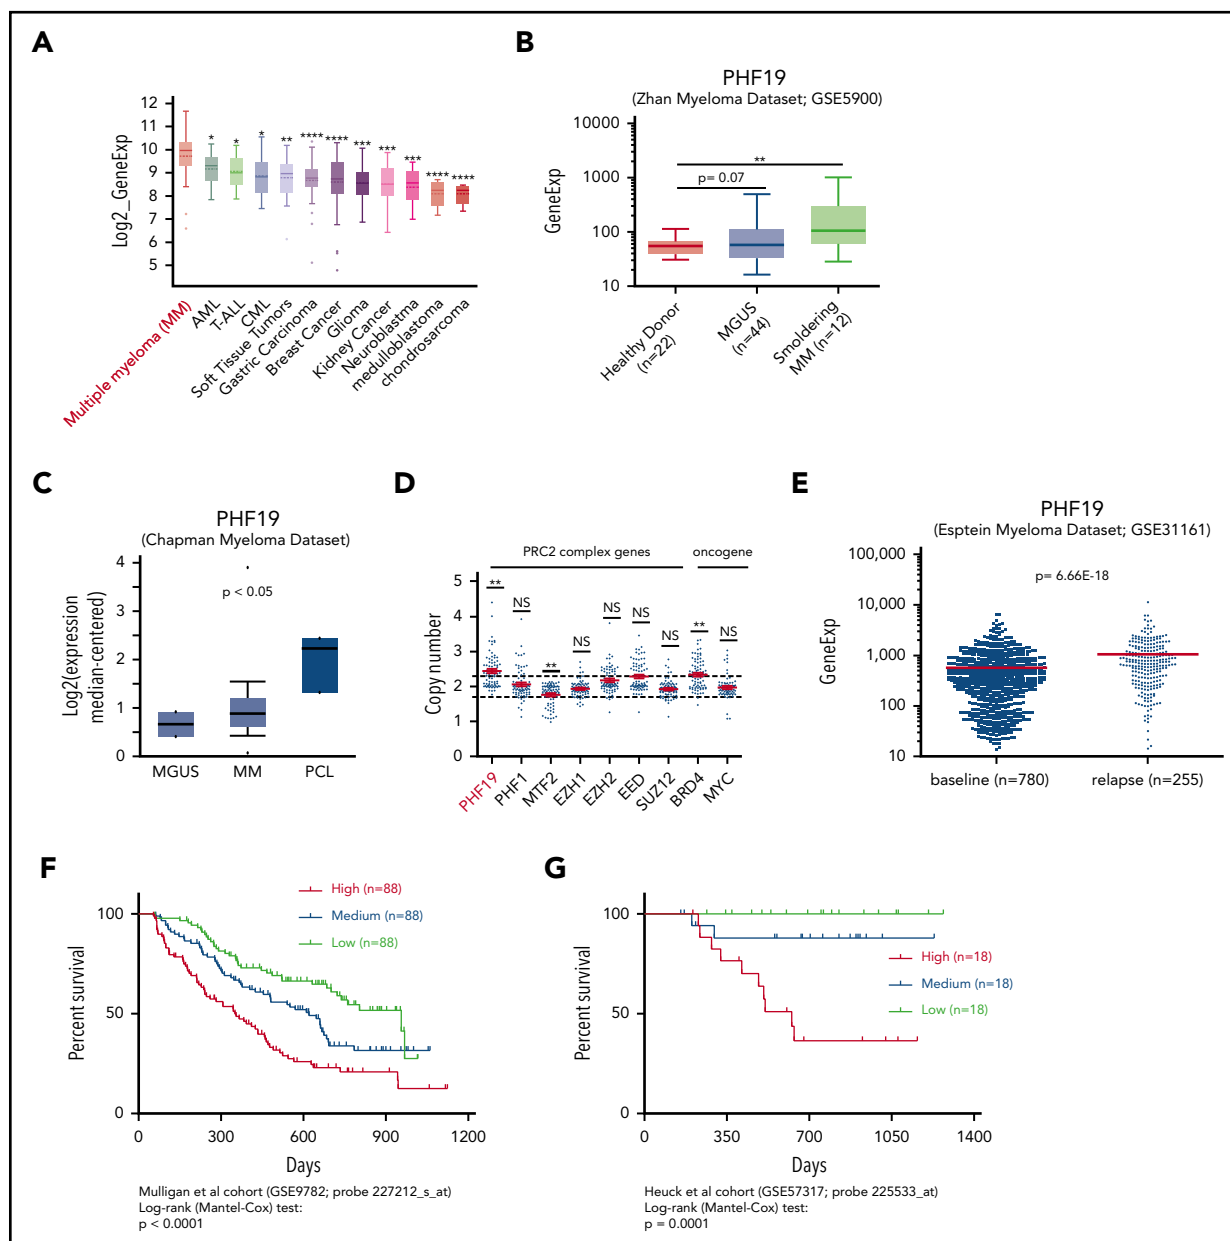 A
Log2_GeneExp
12
11
10
9
8
7
6
5
*
*
*
**
****
****
***
***
***
****
****
Multiple myeloma (MM)
AML
T-ALL
CML
Soft Tissue Tumors
Gastric Carcinoma
Breast Cancer
Glioma
Kidney Cancer
Neuroblastma
medulloblastoma
chondrosarcoma
B
PHF19
(Zhan Myeloma Dataset; GSE5900)
GeneExp
10000
1000
100
10
**
p= 0.07
Healthy Donor
(n=22)
MGUS
(n=44)
Smoldering
MM (n=12)
C
PHF19
(Chapman Myeloma Dataset)
Log2(expression
median-centered)
4
3
2
1
0
p < 0.05
MGUS
MM
PCL
D
PRC2 complex genes
oncogene
Copy number
5
4
3
2
1
0
**
NS
**
NS
NS
NS
NS
**
NS
PHF19
PHF1
MTF2
EZH1
EZH2
EED
SUZ12
BRD4
MYC
E
PHF19
(Esptein Myeloma Dataset; GSE31161)
GeneExp
100,000
10,000
1,000
100
10
p= 6.66E-18
baseline (n=780)
relapse (n=255)
F
High (n=88)
Medium (n=88)
Low (n=88)
Percent survival
100
50
0
0
300
600
900
1200
Days
Mulligan et al cohort (GSE9782; probe 227212_s_at)
Log-rank (Mantel-Cox) test:
p < 0.0001
G
Percent survival
100
50
0
High (n=18)
Medium (n=18)
Low (n=18)
0
350
700
1050
1400
Days
Heuck et al cohort (GSE57317; probe 225533_at)
Log-rank (Mantel-Cox) test:
p = 0.0001